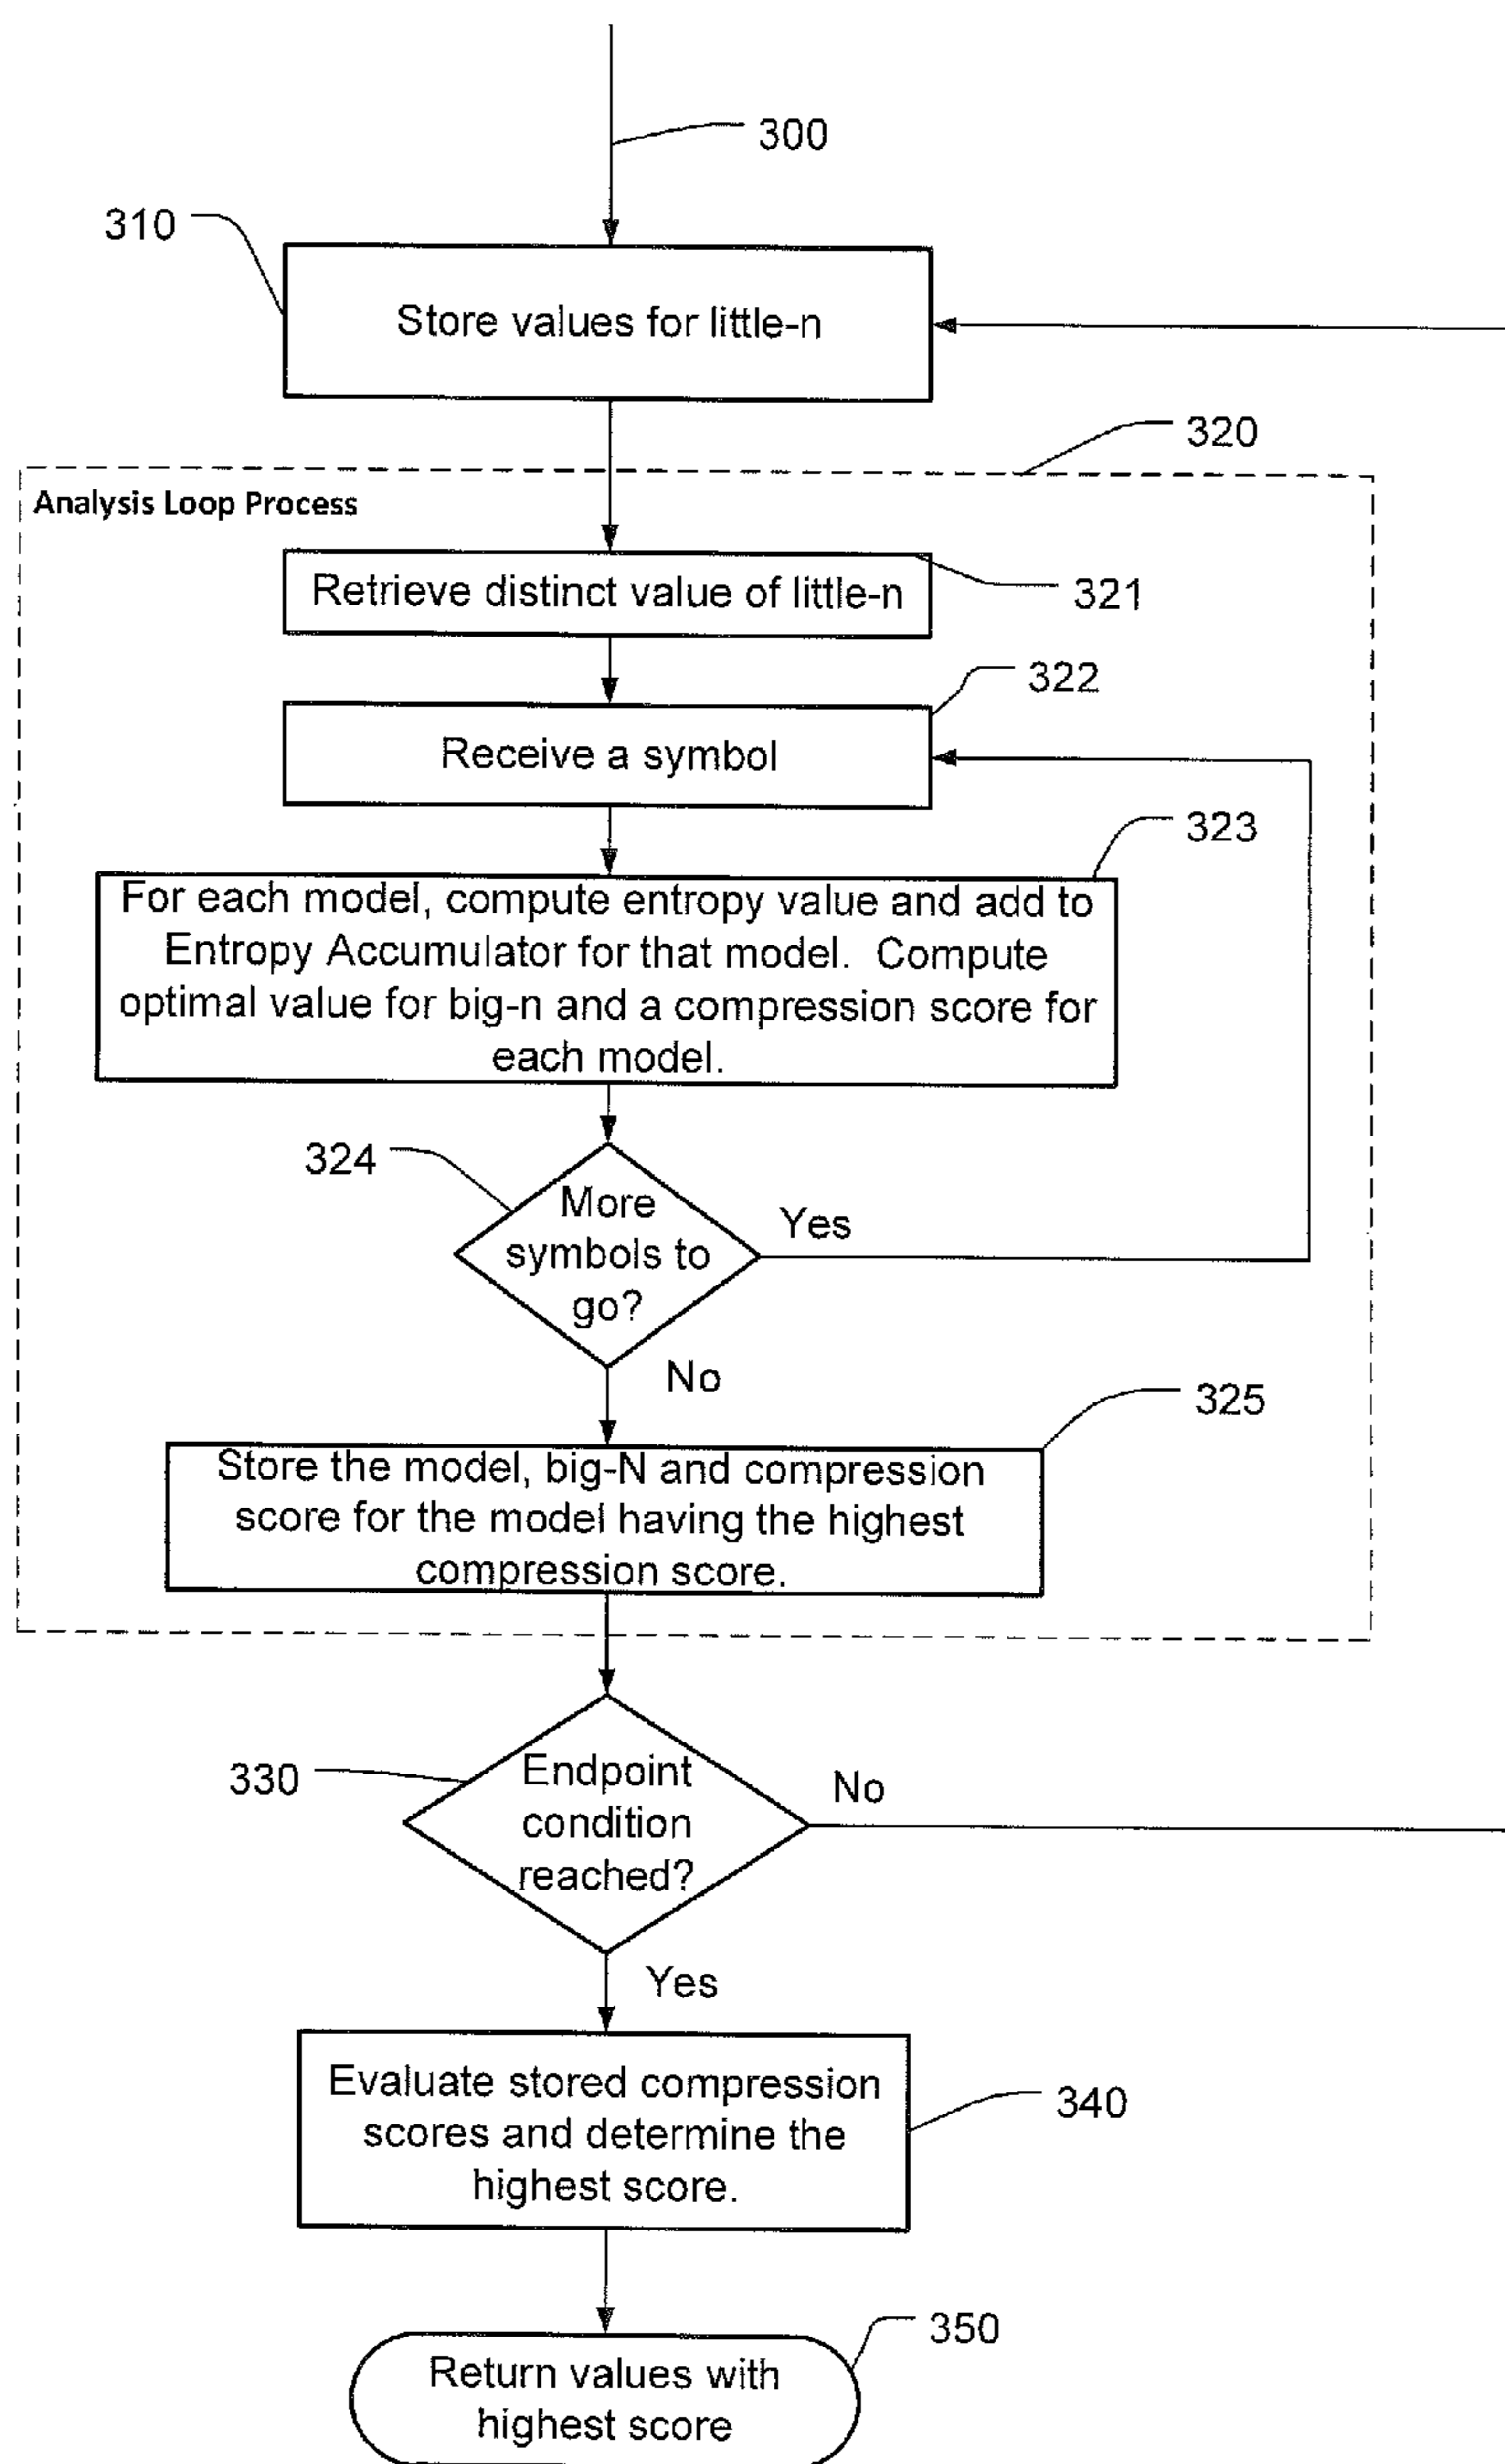 300
310
Store values for little-n
320
Analysis Loop Process
Retrieve distinct value of little-n
321
322
Receive a symbol
323
For each model, compute entropy value and add to
Entropy Accumulator for that model. Compute
optimal value for big-n and a compression score for
each model.
324
More
symbols to
go?
Yes
No
325
Store the model, big-N and compression
score for the model having the highest
compression score.
330
Endpoint
condition
reached?
No
Yes
Evaluate stored compression
scores and determine the
highest score.
340
350
Return values with
highest score